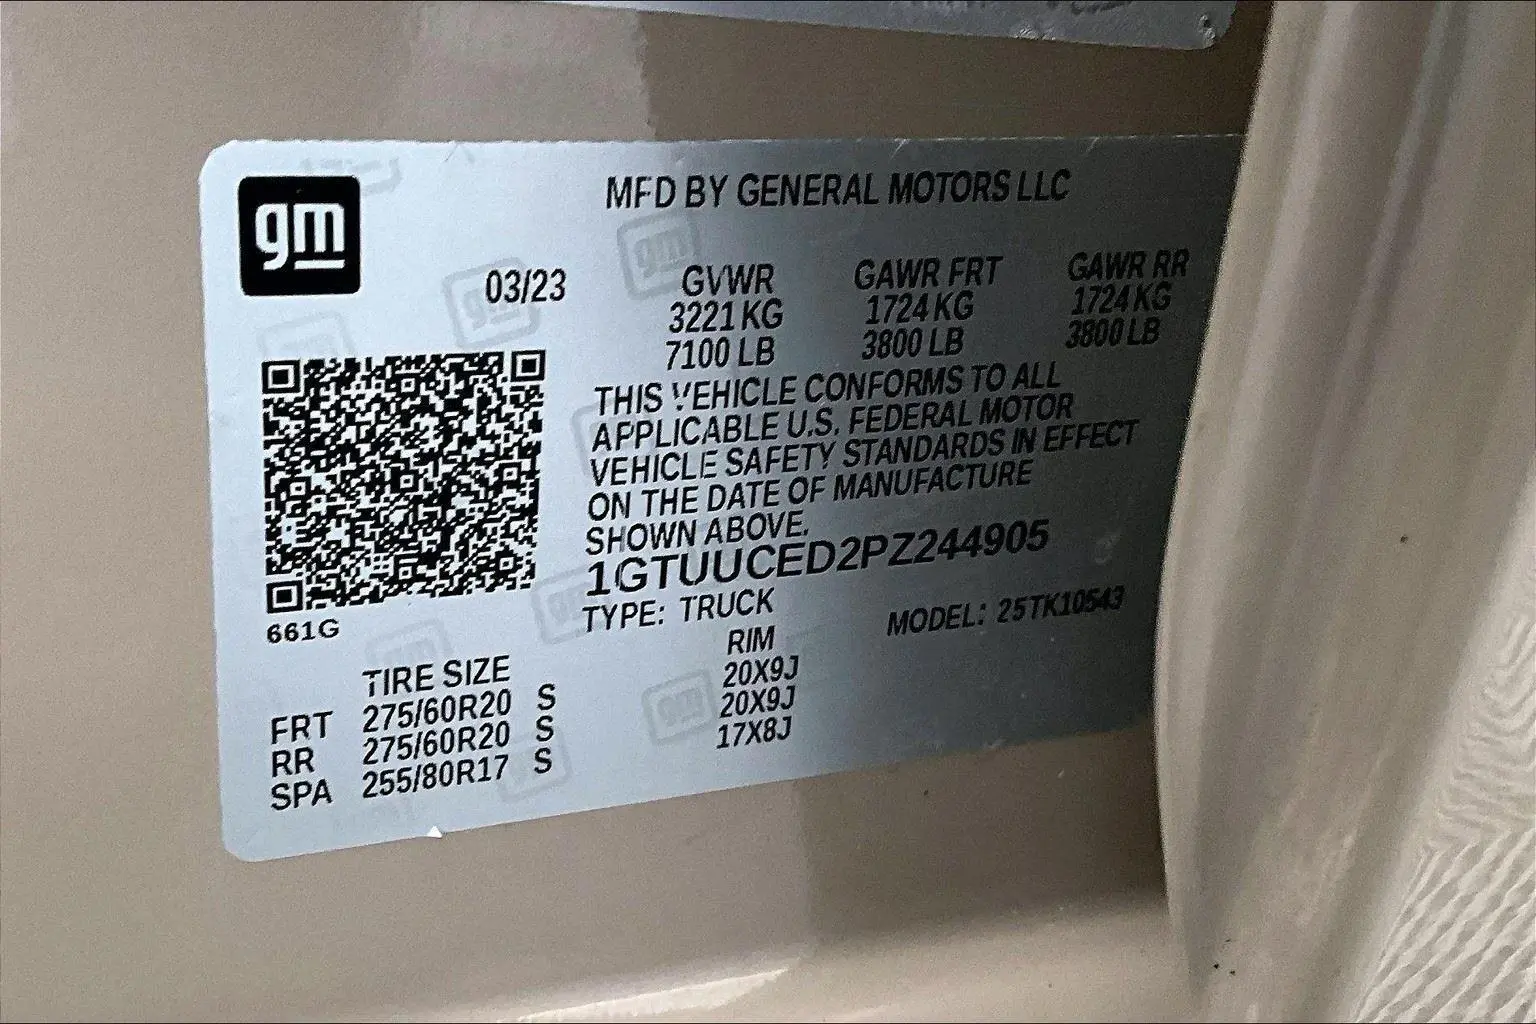 gm
MFD BY GENERAL MOTORS LLC
03/23 GVWR GAWR FRT GAWR RR
3221 KG 1724 KG 1724 KG
7100 LB 3800 LB 3800 LB
THIS VEHICLE CONFORMS TO ALL
APPLICABLE U.S. FEDERAL MOTOR
VEHICLE SAFETY STANDARDS IN EFFECT
ON THE DATE OF MANUFACTURE
SHOWN ABOVE.
1GTUUCED2PZ244905
TYPE: TRUCK MODEL: 25TK10543
661G
TIRE SIZE RIM
FRT 275/60R20 S 20X9J
RR 275/60R20 S 20X9J
SPA 255/80R17 S 17X8J